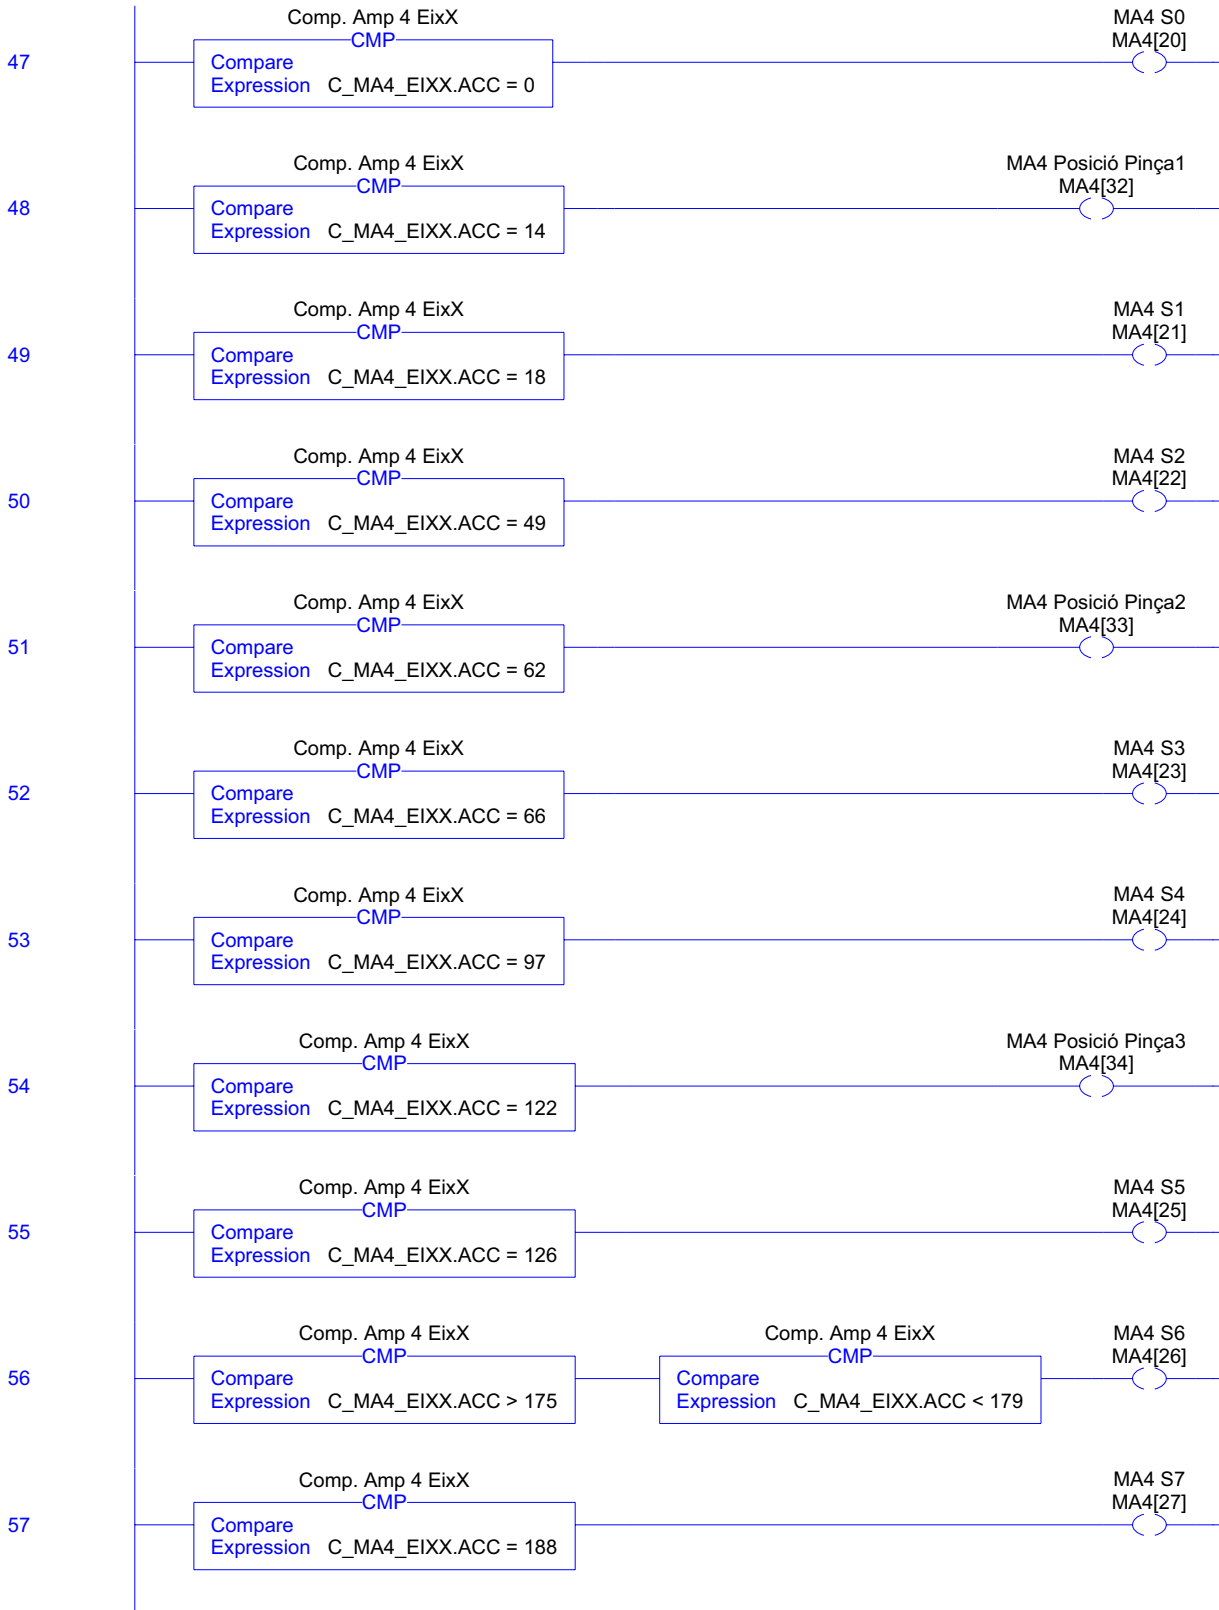 Comp. Amp 4 EixX
MA4 S0
CMP
MA4[20]
47
Compare
Expression C_MA4_EIXX.ACC = 0
Comp. Amp 4 EixX
MA4 Posició Pinça1
CMP
MA4[32]
48
Compare
Expression C_MA4_EIXX.ACC = 14
Comp. Amp 4 EixX
MA4 S1
CMP
MA4[21]
49
Compare
Expression C_MA4_EIXX.ACC = 18
Comp. Amp 4 EixX
MA4 S2
CMP
MA4[22]
50
Compare
Expression C_MA4_EIXX.ACC = 49
Comp. Amp 4 EixX
MA4 Posició Pinça2
CMP
MA4[33]
51
Compare
Expression C_MA4_EIXX.ACC = 62
Comp. Amp 4 EixX
MA4 S3
CMP
MA4[23]
52
Compare
Expression C_MA4_EIXX.ACC = 66
Comp. Amp 4 EixX
MA4 S4
CMP
MA4[24]
53
Compare
Expression C_MA4_EIXX.ACC = 97
Comp. Amp 4 EixX
MA4 Posició Pinça3
CMP
MA4[34]
54
Compare
Expression C_MA4_EIXX.ACC = 122
Comp. Amp 4 EixX
MA4 S5
CMP
MA4[25]
55
Compare
Expression C_MA4_EIXX.ACC = 126
Comp. Amp 4 EixX
Comp. Amp 4 EixX
MA4 S6
CMP
CMP
MA4[26]
56
Compare
Expression C_MA4_EIXX.ACC > 175
Compare
Expression C_MA4_EIXX.ACC < 179
Comp. Amp 4 EixX
MA4 S7
CMP
MA4[27]
57
Compare
Expression C_MA4_EIXX.ACC = 188